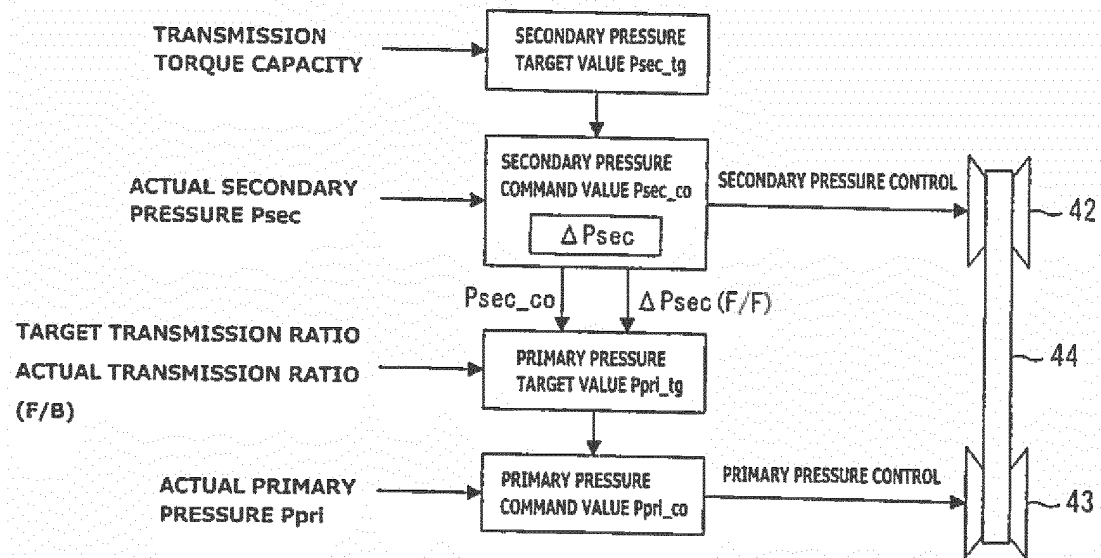 TRANSMISSION
TORQUE CAPACITY
SECONDARY PRESSURE
TARGET VALUE Psec_tg
ACTUAL SECONDARY
PRESSURE Psec
SECONDARY PRESSURE
COMMAND VALUE Psec_co
ΔPsec
SECONDARY PRESSURE CONTROL
42
Psec_co
ΔPsec (F/F)
TARGET TRANSMISSION RATIO
ACTUAL TRANSMISSION RATIO
(F/B)
PRIMARY PRESSURE
TARGET VALUE Ppri_tg
44
ACTUAL PRIMARY
PRESSURE Ppri
PRIMARY PRESSURE
COMMAND VALUE Ppri_co
PRIMARY PRESSURE CONTROL
43